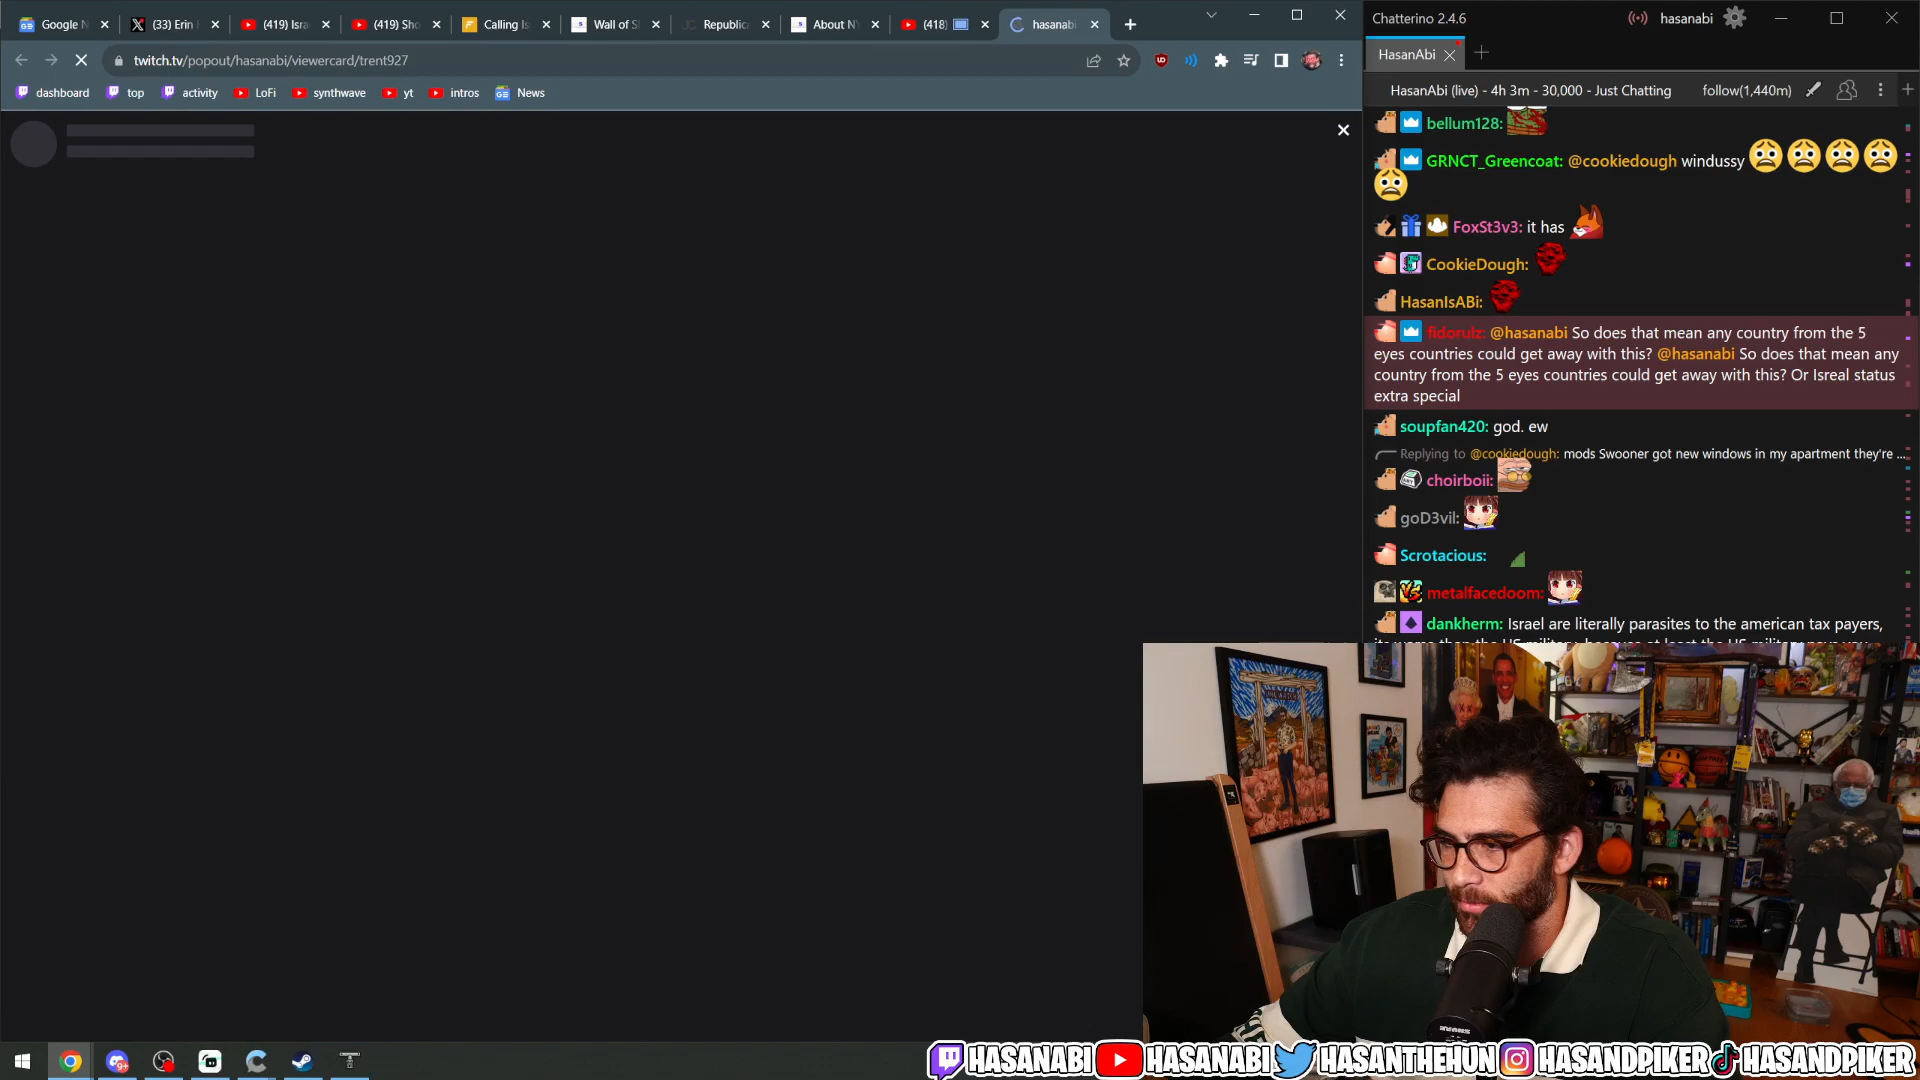 Google N
(33) Erin
(419) Isra
(419) Sho
Calling Is
Wall of S
Republica
About N
(418)
hasanabi
twitch.tv/popout/hasanabi/viewercard/trent927
dashboard
top
activity
LoFi
synthwave
yt
intros
News
Chatterino 2.4.6
hasanabi
HasanAbi
HasanAbi (live) - 4h 3m - 30,000 - Just Chatting
follow(1,440m)
bellum128:
GRNCT_Greencoat: @cookiedough windussy
FoxSt3v3: it has
CookieDough:
HasanIsABi:
fidorulz: @hasanabi So does that mean any country from the 5
eyes countries could get away with this? @hasanabi So does that mean any
country from the 5 eyes countries could get away with this? Or Isreal status
extra special
soupfan420: god. ew
Replying to @cookiedough: mods Swooner got new windows in my apartment they're ...
choirboii:
goD3vil:
Scrotacious:
metalfacedoom:
dankherm: Israel are literally parasites to the american tax payers,
HASANABI
HASANABI
HASANTHEHUN
HASANDPIKER
HASANDPIKER